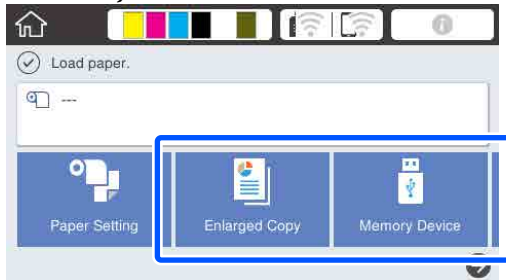 Load paper.
---
Paper Setting
Enlarged Copy
Memory Device